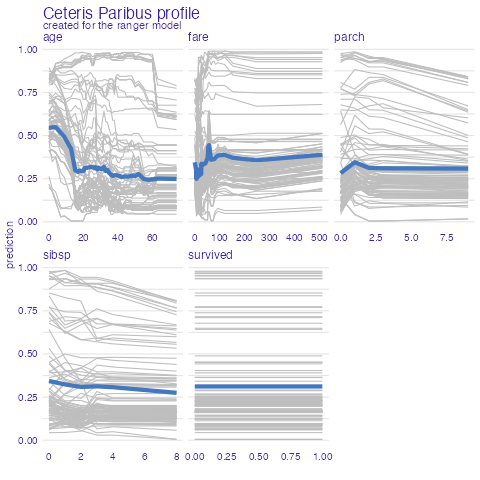 Ceteris Paribus profile
created for the ranger model
age fare parch
1.00
0.75
0.50
0.25
0.00
0 20 40 60 0 100 200 300 400 500 0.0 2.5 5.0 7.5
prediction
sibsp survived
1.00
0.75
0.50
0.25
0.00
0 2 4 6 8 0.00 0.25 0.50 0.75 1.00